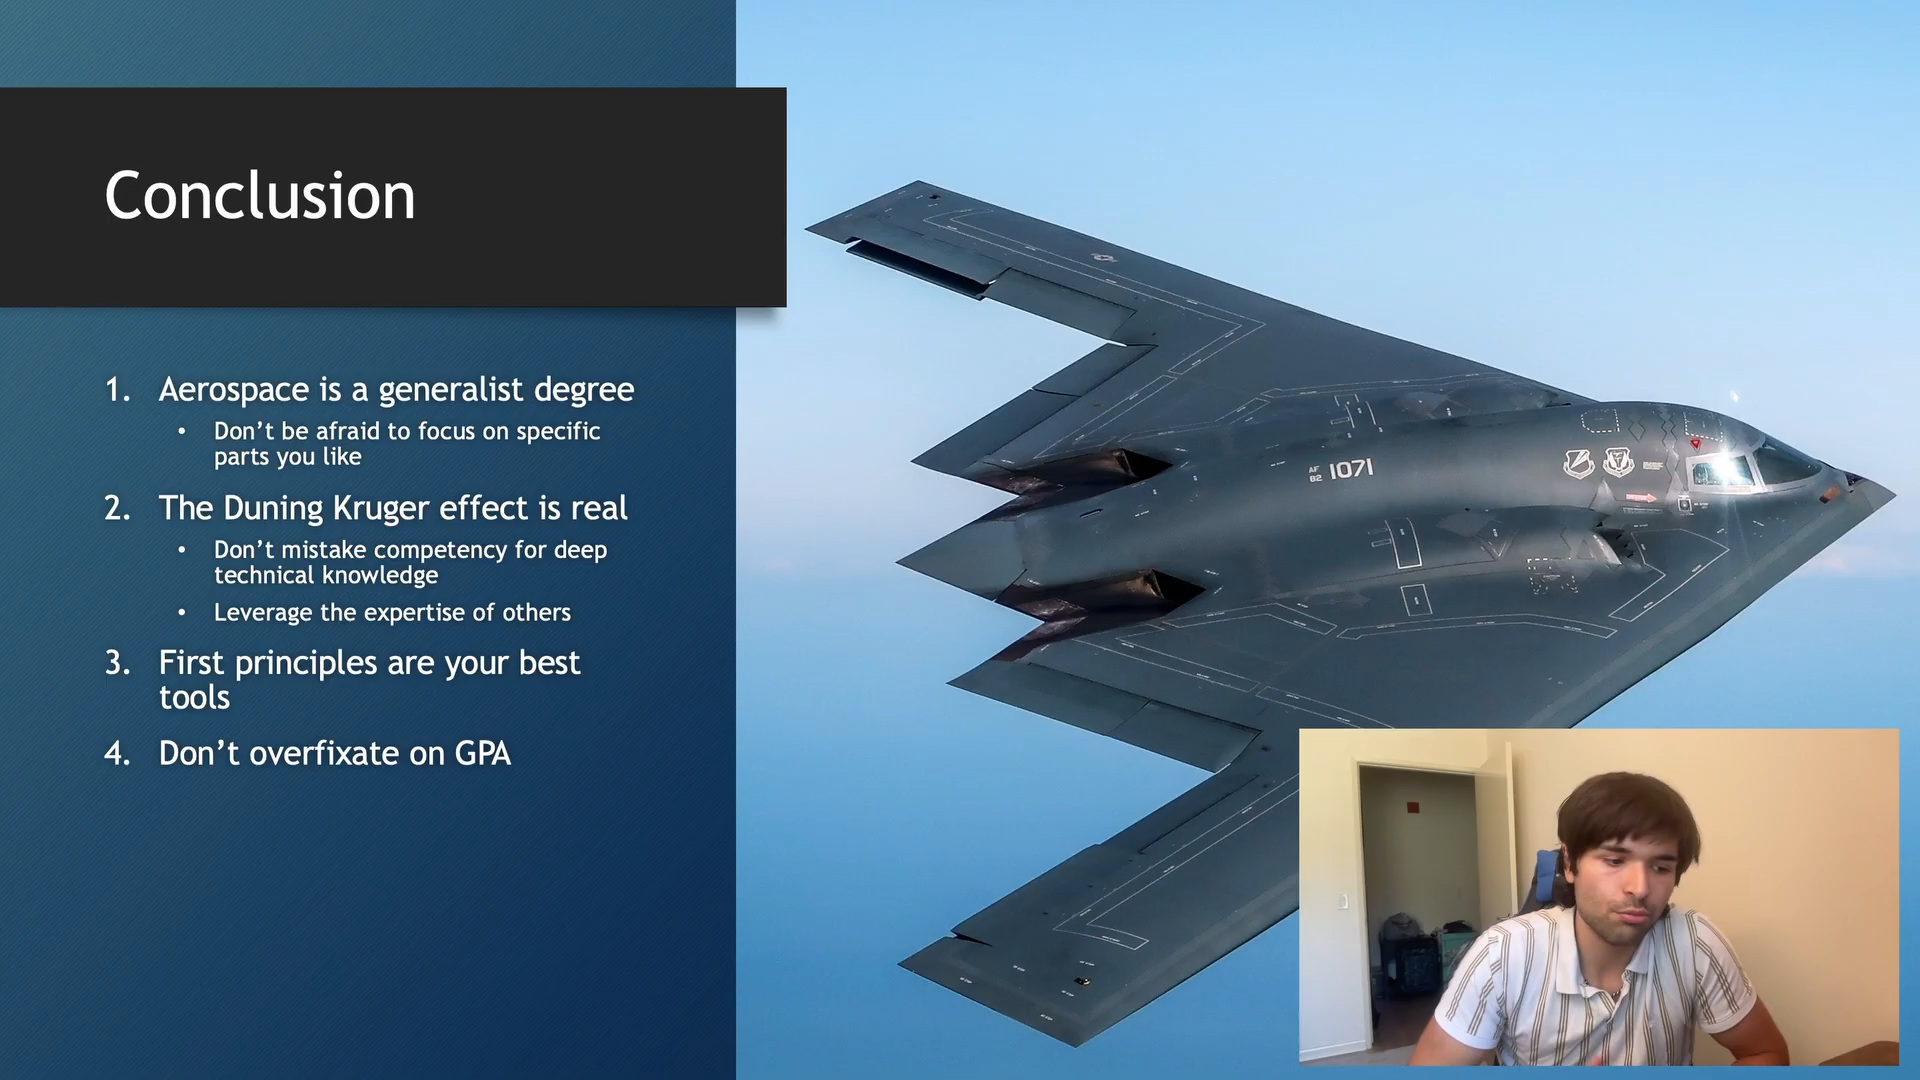 Conclusion
1. Aerospace is a generalist degree
• Don't be afraid to focus on specific
parts you like
2. The Duning Kruger effect is real
• Don't mistake competency for deep
technical knowledge
• Leverage the expertise of others
3. First principles are your best
tools
4. Don't overfixate on GPA
AF
82 1071